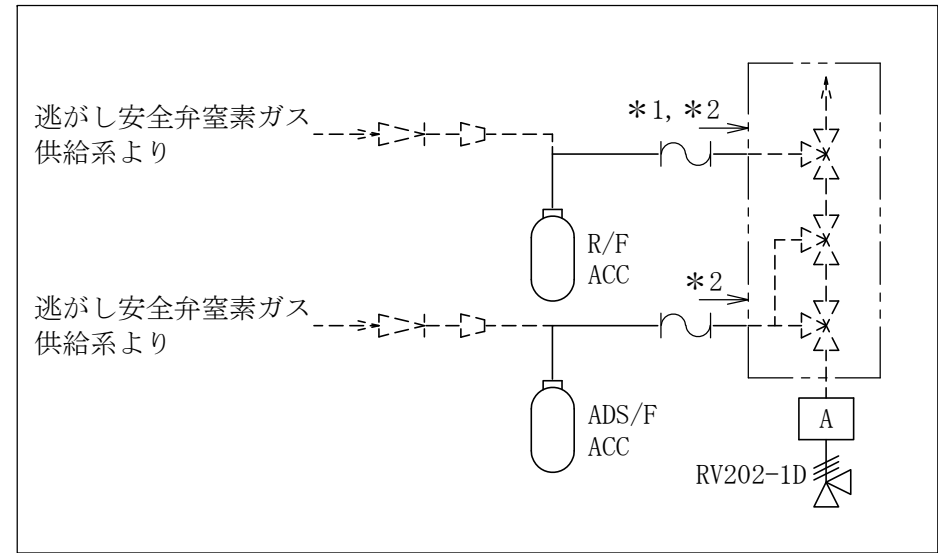 逃がし安全弁窒素ガス
供給系より
*1, *2
R/F
ACC
逃がし安全弁窒素ガス
供給系より
*2
ADS/F
ACC
A
RV202-1D